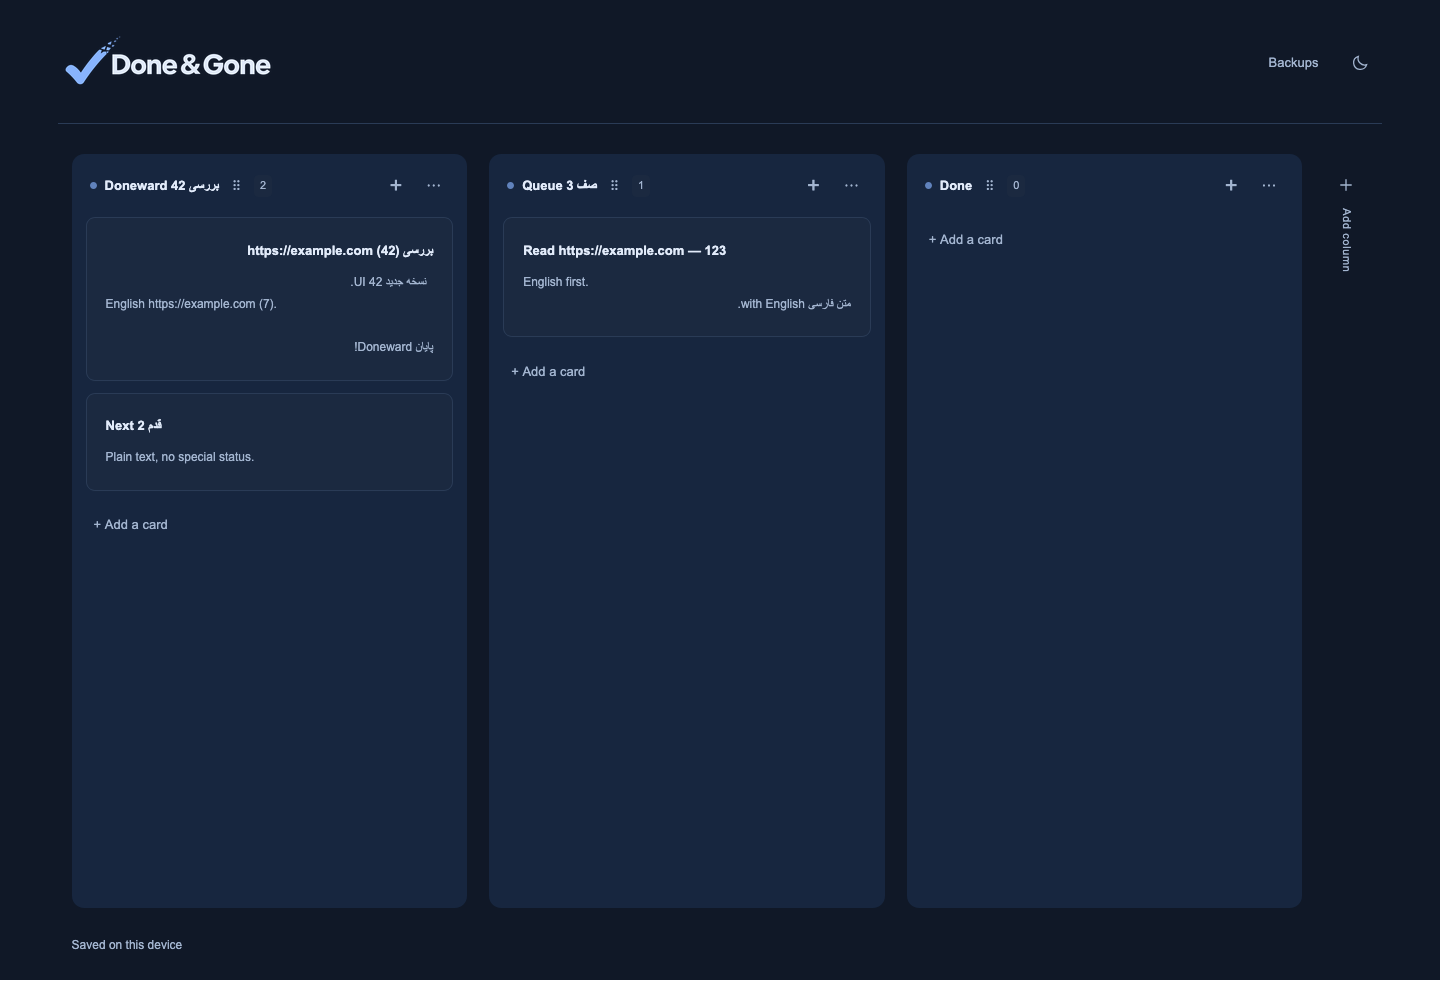 Done & Gone
Backups
Doneward 42 بررسی
2
بررسی (42) https://example.com
نسخه جدید UI 42.
English https://example.com (7).
پایان Doneward!
Next 2 قدم
Plain text, no special status.
+ Add a card
Queue 3 صف
1
Read https://example.com — 123
English first.
متن فارسی with English.
+ Add a card
Done
0
+ Add a card
Add column
Saved on this device